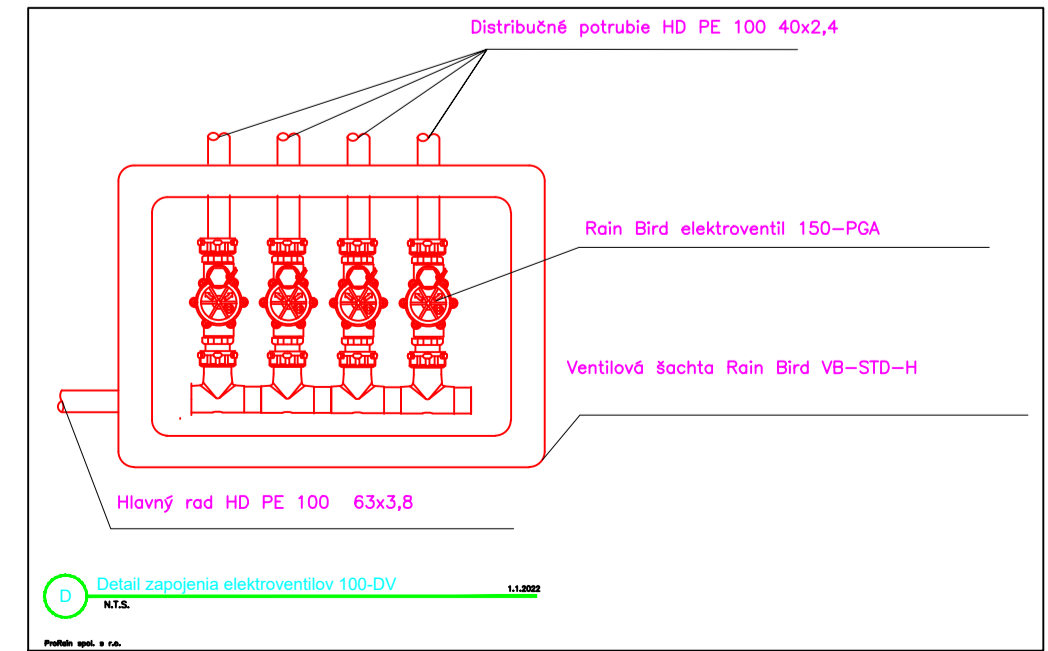 Distribučné potrubie HD PE 100 40x2,4
Rain Bird elektroventil 150-PGA
Ventilová šachta Rain Bird VB-STD-H
Hlavný rad HD PE 100 63x3,8
D
Detail zapojenia elektroventilov 100-DV
1.1.2022
N.T.S.
ProRain spol. s r.o.